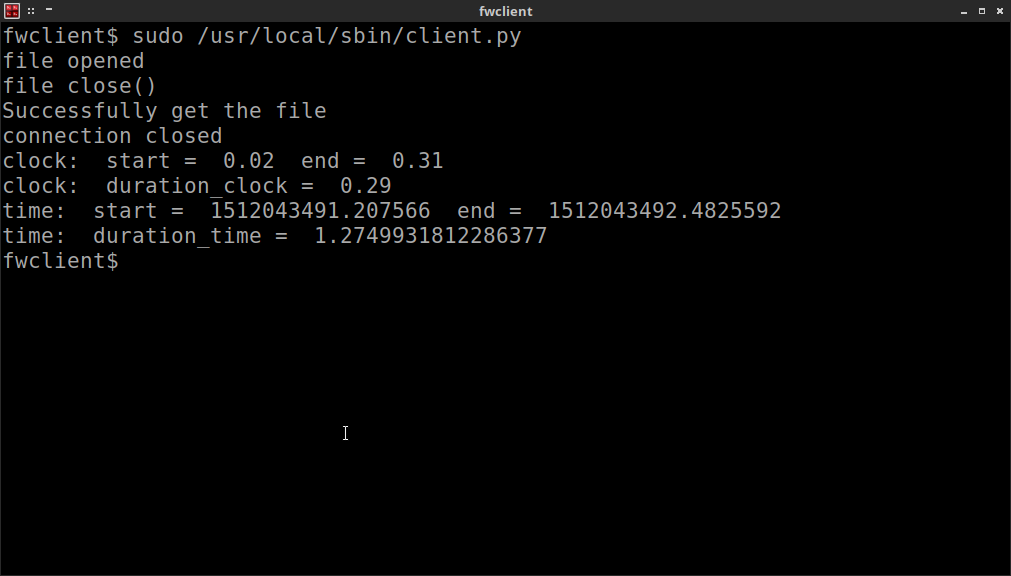 fwclient
fwclient$ sudo /usr/local/sbin/client.py
file opened
file close()
Successfully get the file
connection closed
clock:  start =  0.02  end =  0.31
clock:  duration_clock =  0.29
time:  start =  1512043491.207566  end =  1512043492.4825592
time:  duration_time =  1.2749931812286377
fwclient$